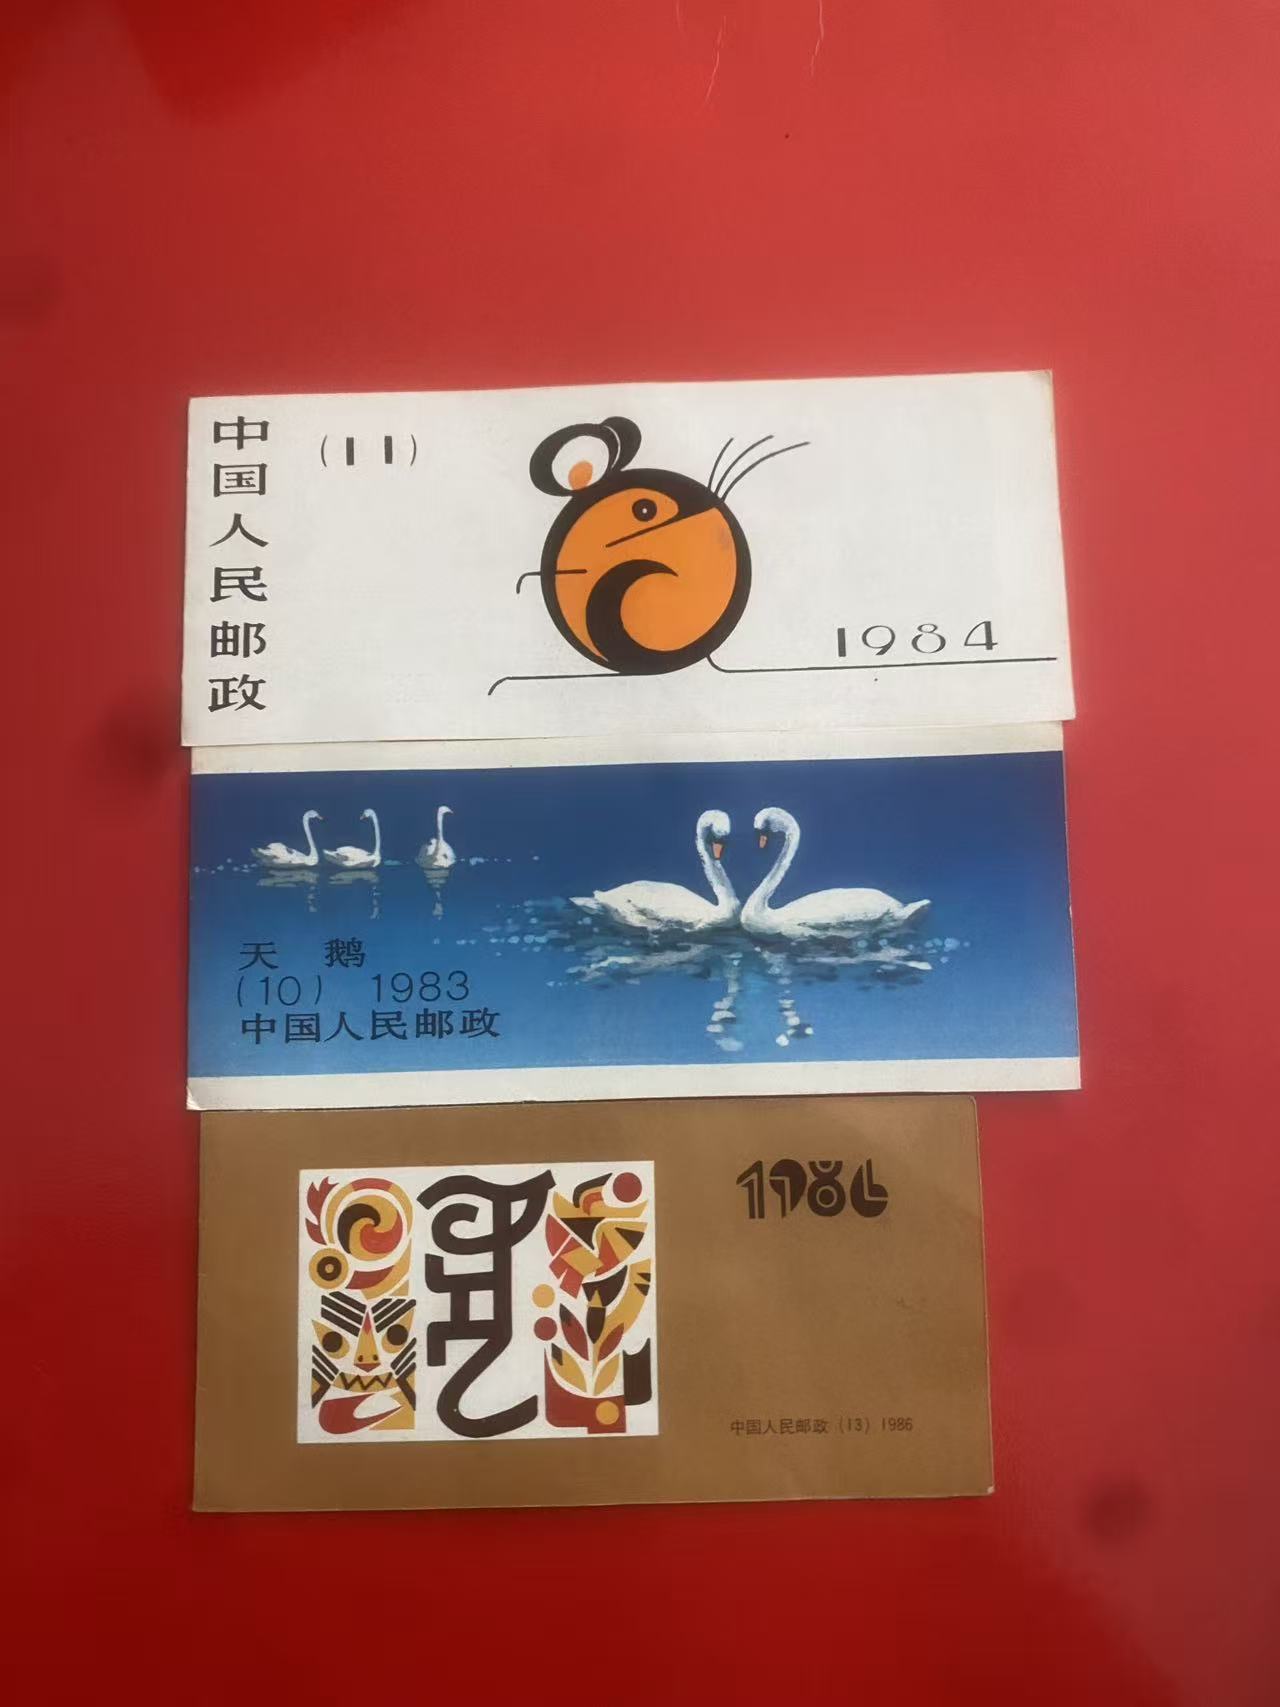 中国人民邮政
(11)
1984
天鹅
(10) 1983
中国人民邮政
1986
中国人民邮政 (13) 1986